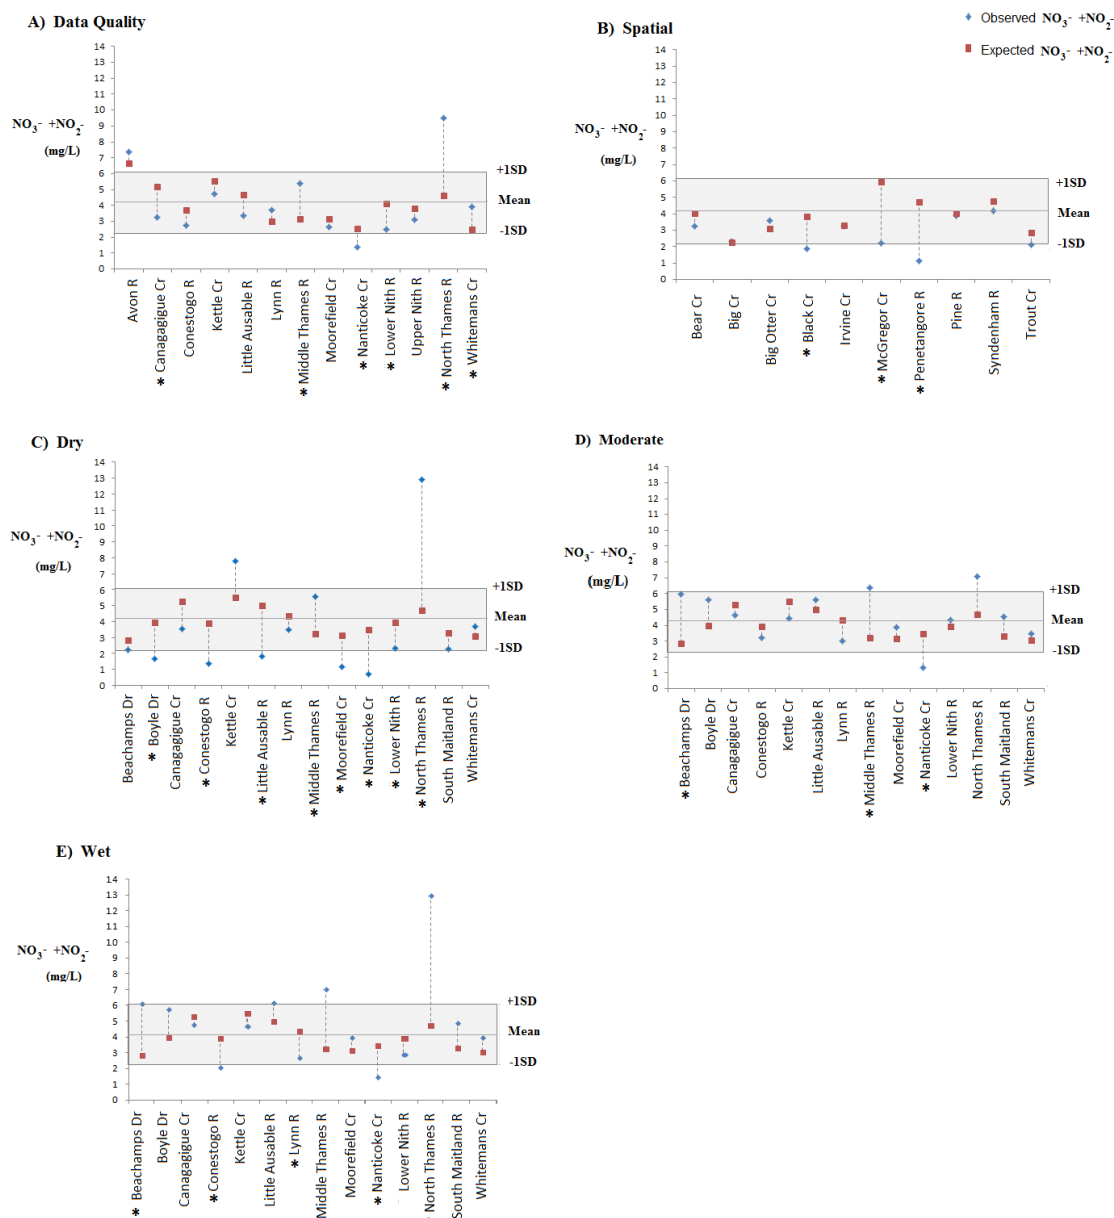 A) Data Quality
14
13
12
11
10
9
8
7
6
5
4
3
2
1
0
NO₃⁻ +NO₂⁻
(mg/L)
+1SD
Mean
-1SD
Avon R
* Canagagigue Cr
Conestogo R
Kettle Cr
Little Ausable R
Lynn R
* Middle Thames R
Moorefield Cr
* Nanticoke Cr
* Lower Nith R
Upper Nith R
* North Thames R
* Whitemans Cr
B) Spatial
Observed NO₃⁻ +NO₂⁻
Expected NO₃⁻ +NO₂⁻
14
13
12
11
10
9
8
7
6
5
4
3
2
1
0
NO₃⁻ +NO₂⁻
(mg/L)
+1SD
Mean
-1SD
Bear Cr
Big Cr
Big Otter Cr
* Black Cr
Irvine Cr
* McGregor Cr
* Penetangore R
Pine R
Syndenham R
Trout Cr
C) Dry
14
13
12
11
10
9
8
7
6
5
4
3
2
1
0
NO₃⁻ +NO₂⁻
(mg/L)
+1SD
Mean
-1SD
Beachamps Dr
* Boyle Dr
Canagagigue Cr
* Conestogo R
Kettle Cr
* Little Ausable R
Lynn R
* Middle Thames R
* Moorefield Cr
* Nanticoke Cr
* Lower Nith R
* North Thames R
South Maitland R
Whitemans Cr
D) Moderate
14
13
12
11
10
9
8
7
6
5
4
3
2
1
0
NO₃⁻ +NO₂⁻
(mg/L)
+1SD
Mean
-1SD
* Beachamps Dr
Boyle Dr
Canagagigue Cr
Conestogo R
Kettle Cr
Little Ausable R
Lynn R
* Middle Thames R
Moorefield Cr
* Nanticoke Cr
Lower Nith R
North Thames R
South Maitland R
Whitemans Cr
E) Wet
14
13
12
11
10
9
8
7
6
5
4
3
2
1
0
NO₃⁻ +NO₂⁻
(mg/L)
+1SD
Mean
-1SD
* Beachamps Dr
Boyle Dr
Canagagigue Cr
* Conestogo R
Kettle Cr
Little Ausable R
* Lynn R
Middle Thames R
Moorefield Cr
* Nanticoke Cr
Lower Nith R
North Thames R
South Maitland R
Whitemans Cr